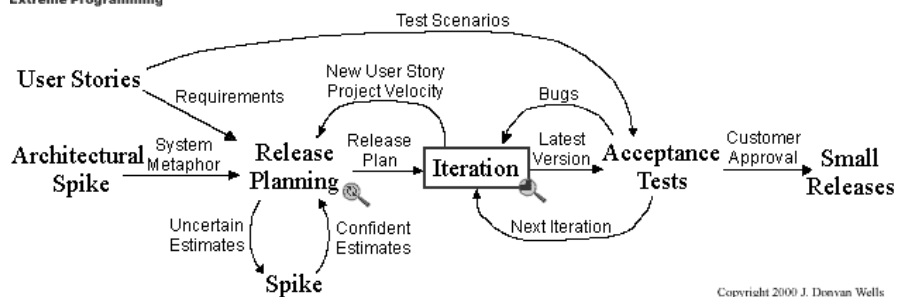 Extreme Programming
Test Scenarios
User Stories
New User Story
Project Velocity
Requirements
Bugs
Architectural
Spike
System
Metaphor
Release
Planning
Release
Plan
Iteration
Latest
Version
Acceptance
Tests
Customer
Approval
Small
Releases
Uncertain
Estimates
Confident
Estimates
Next Iteration
Spike
Copyright 2000 J. Donvan Wells